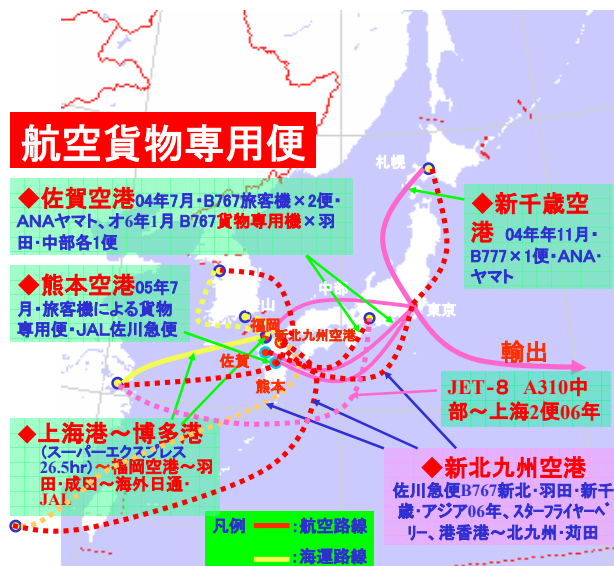 航空貨物専用便
◆佐賀空港04年7月・B767旅客機×2便・
ANAヤマト、オ6年1月 B767貨物専用機×羽
田・中部各1便
◆熊本空港05年7
月・旅客機による貨物
専用便・JAL佐川急便
札幌
◆新千歳空
港 04年年11月・
B777×1便・ANA・
ヤマト
中部
東京
山
福岡
新北九州空港
佐賀
熊本
輸出
JET-8 A310中
部～上海2便06年
◆上海港～博多港
(スーパーエクスプレス
26.5hr)～福岡空港～羽
田・成田～海外日通・
JAL
◆新北九州空港
佐川急便B767新北・羽田・新千
歳・アジア06年、スターフライヤーペ
リー、港香港～北九州・苅田
凡例 :航空路線
:海運路線